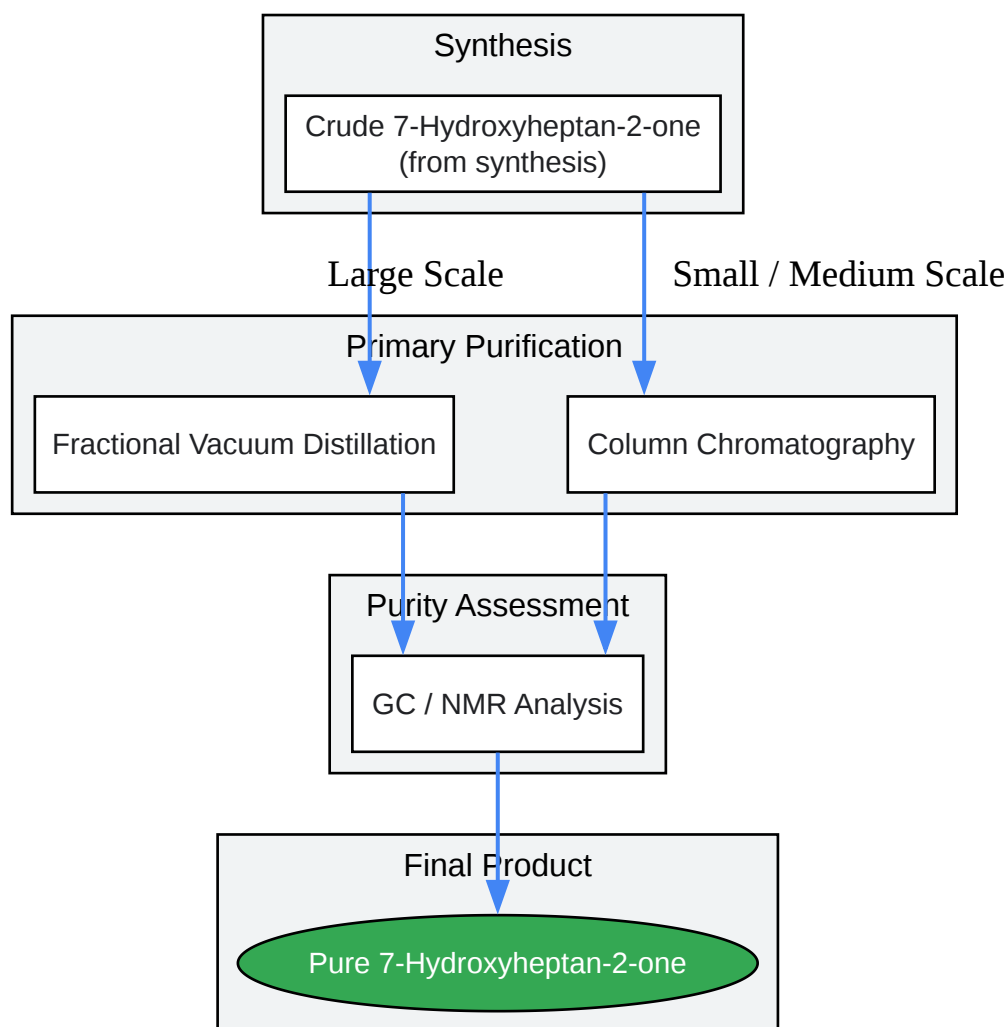 Synthesis
Crude 7-Hydroxyheptan-2-one
(from synthesis)
Large Scale
Small / Medium Scale
Primary Purification
Fractional Vacuum Distillation
Column Chromatography
Purity Assessment
GC / NMR Analysis
Final Product
Pure 7-Hydroxyheptan-2-one